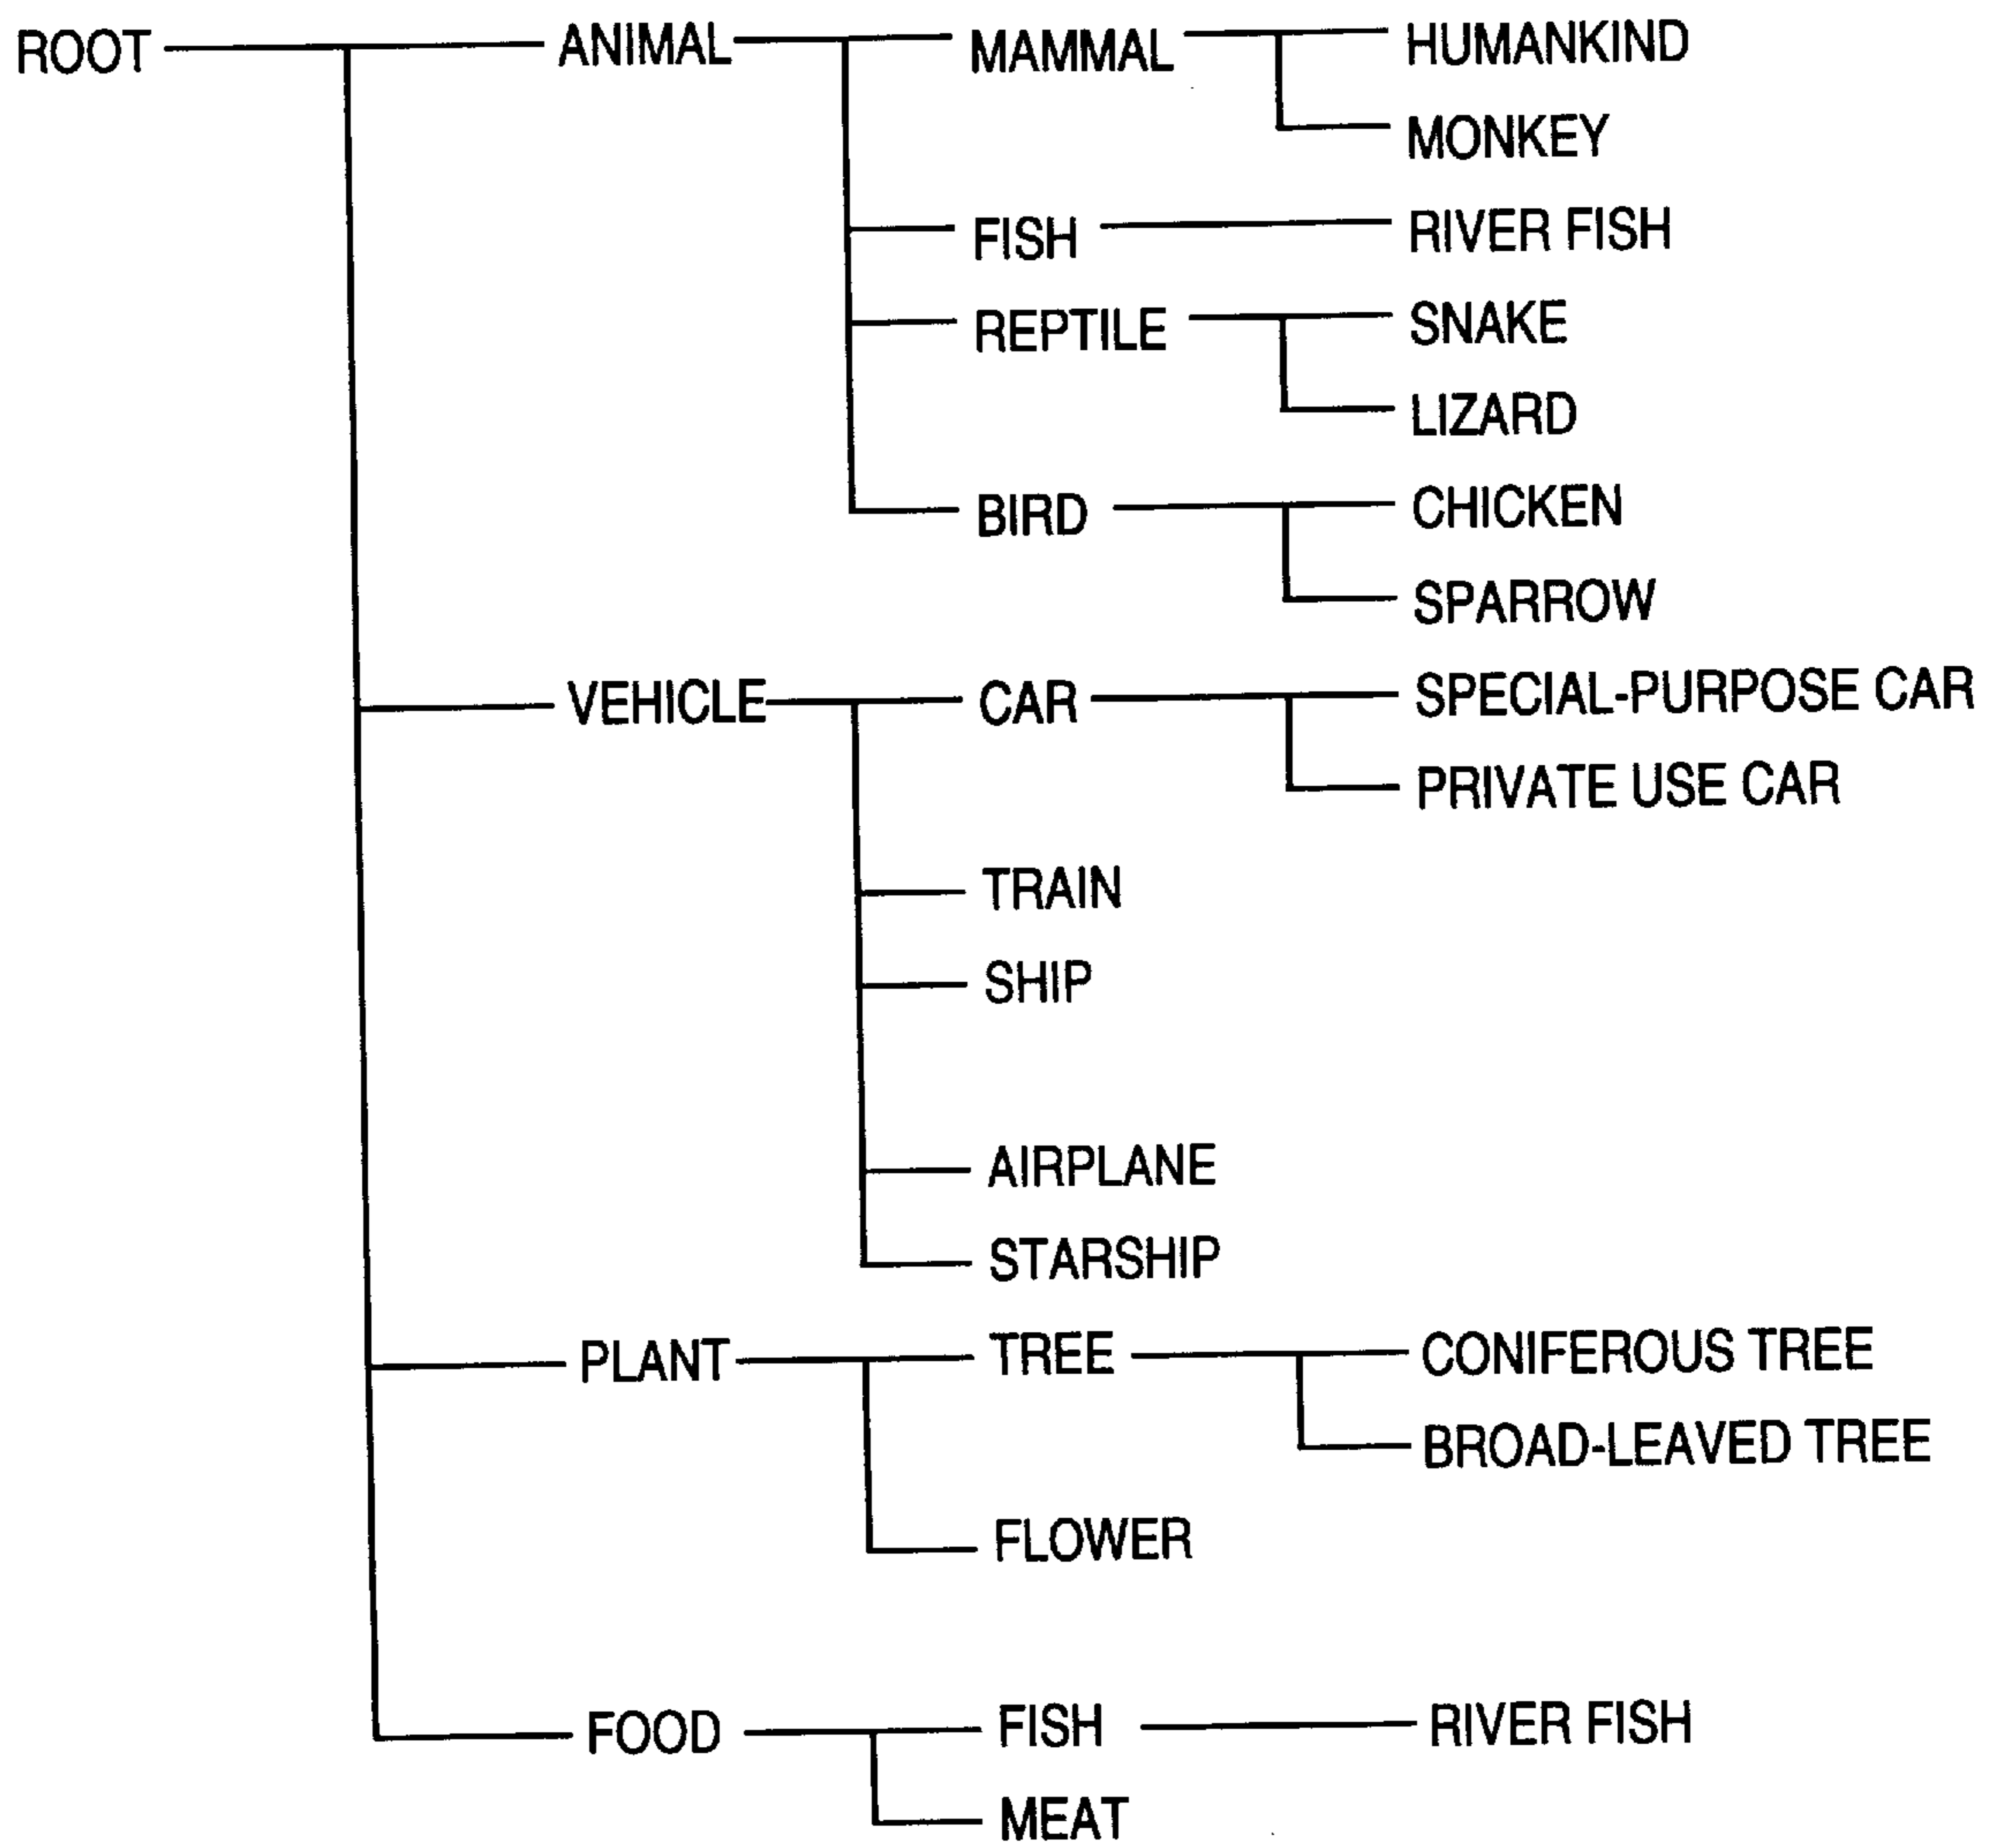 ROOT ANIMAL MAMMAL HUMANKIND
MONKEY
FISH RIVER FISH
REPTILE SNAKE
LIZARD
BIRD CHICKEN
SPARROW
VEHICLE CAR SPECIAL-PURPOSE CAR
PRIVATE USE CAR
TRAIN
SHIP
AIRPLANE
STARSHIP
PLANT TREE CONIFEROUS TREE
BROAD-LEAVED TREE
FLOWER
FOOD FISH RIVER FISH
MEAT